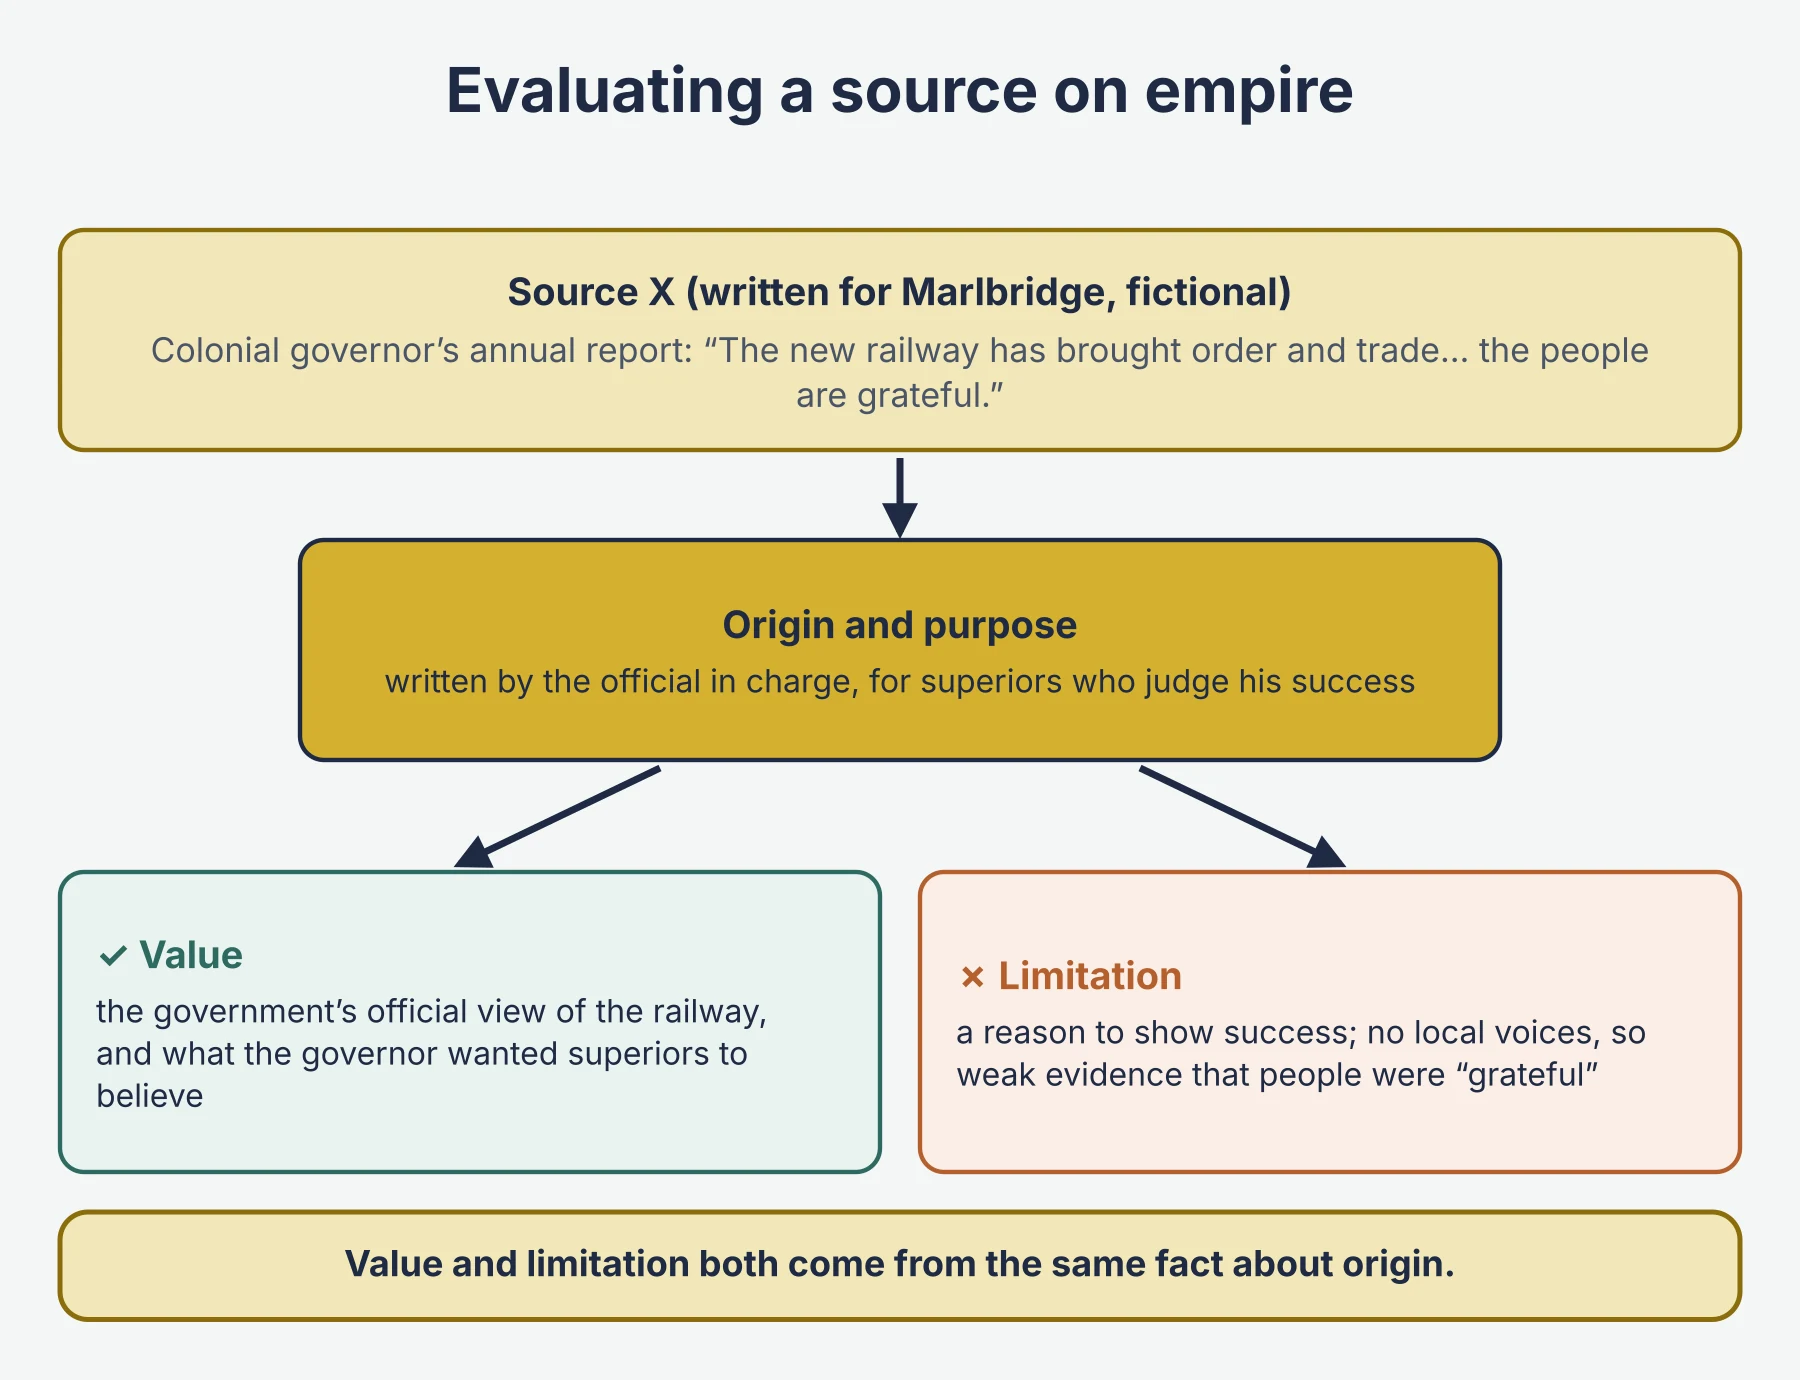 Evaluating a source on empire
Source X (written for Marlbridge, fictional)
Colonial governor’s annual report: “The new railway has brought order and trade… the people
are grateful.”
Origin and purpose
written by the official in charge, for superiors who judge his success
✓ Value
the government’s official view of the railway,
and what the governor wanted superiors to
believe
× Limitation
a reason to show success; no local voices, so
weak evidence that people were “grateful”
Value and limitation both come from the same fact about origin.